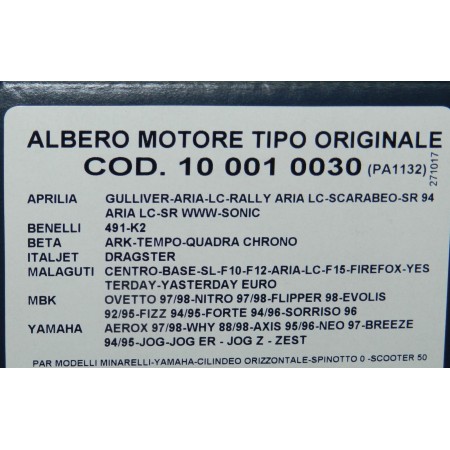 ALBERO MOTORE TIPO ORIGINALE
COD. 10 001 0030 (PA1132)
271017
APRILIA GULLIVER-ARIA-LC-RALLY ARIA LC-SCARABEO-SR 94
ARIA LC-SR WWW-SONIC
BENELLI 491-K2
BETA ARK-TEMPO-QUADRA CHRONO
ITALJET DRAGSTER
MALAGUTI CENTRO-BASE-SL-F10-F12-ARIA-LC-F15-FIREFOX-YES
TERDAY-YASTERDAY EURO
MBK OVETTO 97/98-NITRO 97/98-FLIPPER 98-EVOLIS
92/95-FIZZ 94/95-FORTE 94/96-SORRISO 96
YAMAHA AEROX 97/98-WHY 88/98-AXIS 95/96-NEO 97-BREEZE
94/95-JOG-JOG ER - JOG Z - ZEST
PAR MODELLI MINARELLI-YAMAHA-CILINDEO ORIZZONTALE-SPINOTTO 0 -SCOOTER 50